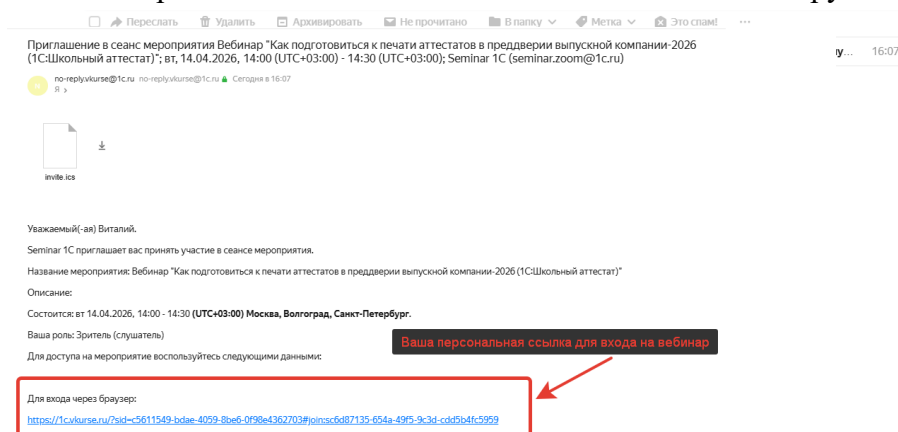 Переслать Удалить Архивировать Не прочитано В папку Метка Это спам! ...
Приглашение в сеанс мероприятия Вебинар "Как подготовиться к печати аттестатов в преддверии выпускной компании-2026
(1С:Школьный аттестат)"; вт, 14.04.2026, 14:00 (UTC+03:00) - 14:30 (UTC+03:00); Seminar 1C (seminar.zoom@1c.ru)
у... 16:07
no-reply.vkurse@1c.ru no-reply.vkurse@1c.ru Сегодня в 16:07
Я >
invite.ics
Уважаемый(-ая) Виталий.
Seminar 1C приглашает вас принять участие в сеансе мероприятия.
Название мероприятия: Вебинар "Как подготовиться к печати аттестатов в преддверии выпускной компании-2026 (1С:Школьный аттестат)"
Описание:
Состоится: вт 14.04.2026, 14:00 - 14:30 (UTC+03:00) Москва, Волгоград, Санкт-Петербург.
Ваша роль: Зритель (слушатель)
Ваша персональная ссылка для входа на вебинар
Для доступа на мероприятие воспользуйтесь следующими данными:
Для входа через браузер:
https://1c.vkurse.ru/?sid=c5611549-bdae-4059-8be6-0f98e4362703#join:sc6d87135-654a-49f5-9c3d-cdd5b4fc5959